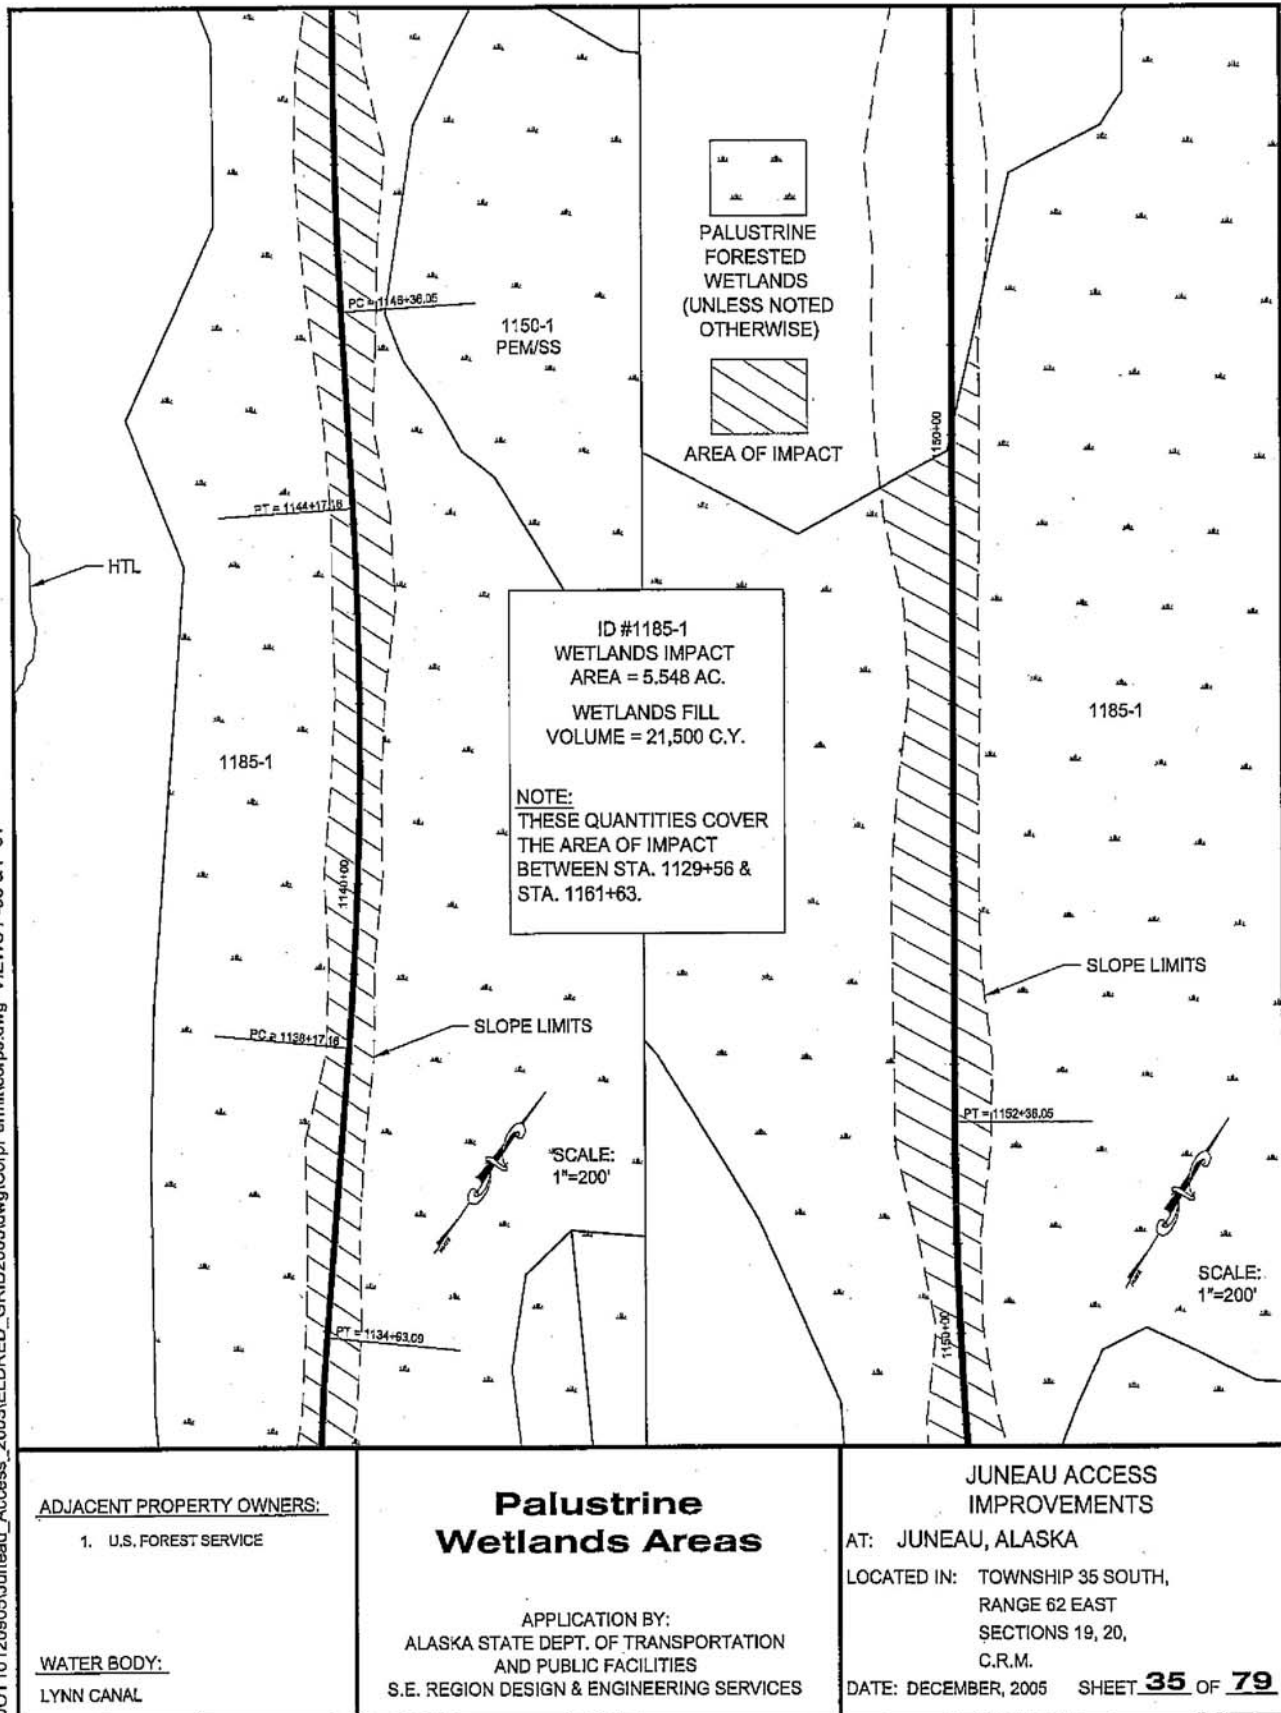 PC = 1146+36.05
1150-1
PEM/SS
PT = 1144+17.16
HTL
1185-1
1140+00
PC = 1138+17.16
SLOPE LIMITS
PT = 1134+63.09
SCALE:
1"=200'
PALUSTRINE
FORESTED
WETLANDS
(UNLESS NOTED
OTHERWISE)
AREA OF IMPACT
ID #1185-1
WETLANDS IMPACT
AREA = 5.548 AC.
WETLANDS FILL
VOLUME = 21,500 C.Y.
NOTE:
THESE QUANTITIES COVER
THE AREA OF IMPACT
BETWEEN STA. 1129+56 &
STA. 1161+63.
1150+00
1185-1
SLOPE LIMITS
PT = 1152+36.05
1150+00
SCALE:
1"=200'
ADJACENT PROPERTY OWNERS:
1. U.S. FOREST SERVICE
WATER BODY:
LYNN CANAL
Palustrine
Wetlands Areas
APPLICATION BY:
ALASKA STATE DEPT. OF TRANSPORTATION
AND PUBLIC FACILITIES
S.E. REGION DESIGN & ENGINEERING SERVICES
JUNEAU ACCESS
IMPROVEMENTS
AT: JUNEAU, ALASKA
LOCATED IN: TOWNSHIP 35 SOUTH,
RANGE 62 EAST
SECTIONS 19, 20,
C.R.M.
DATE: DECEMBER, 2005 SHEET 35 OF 79